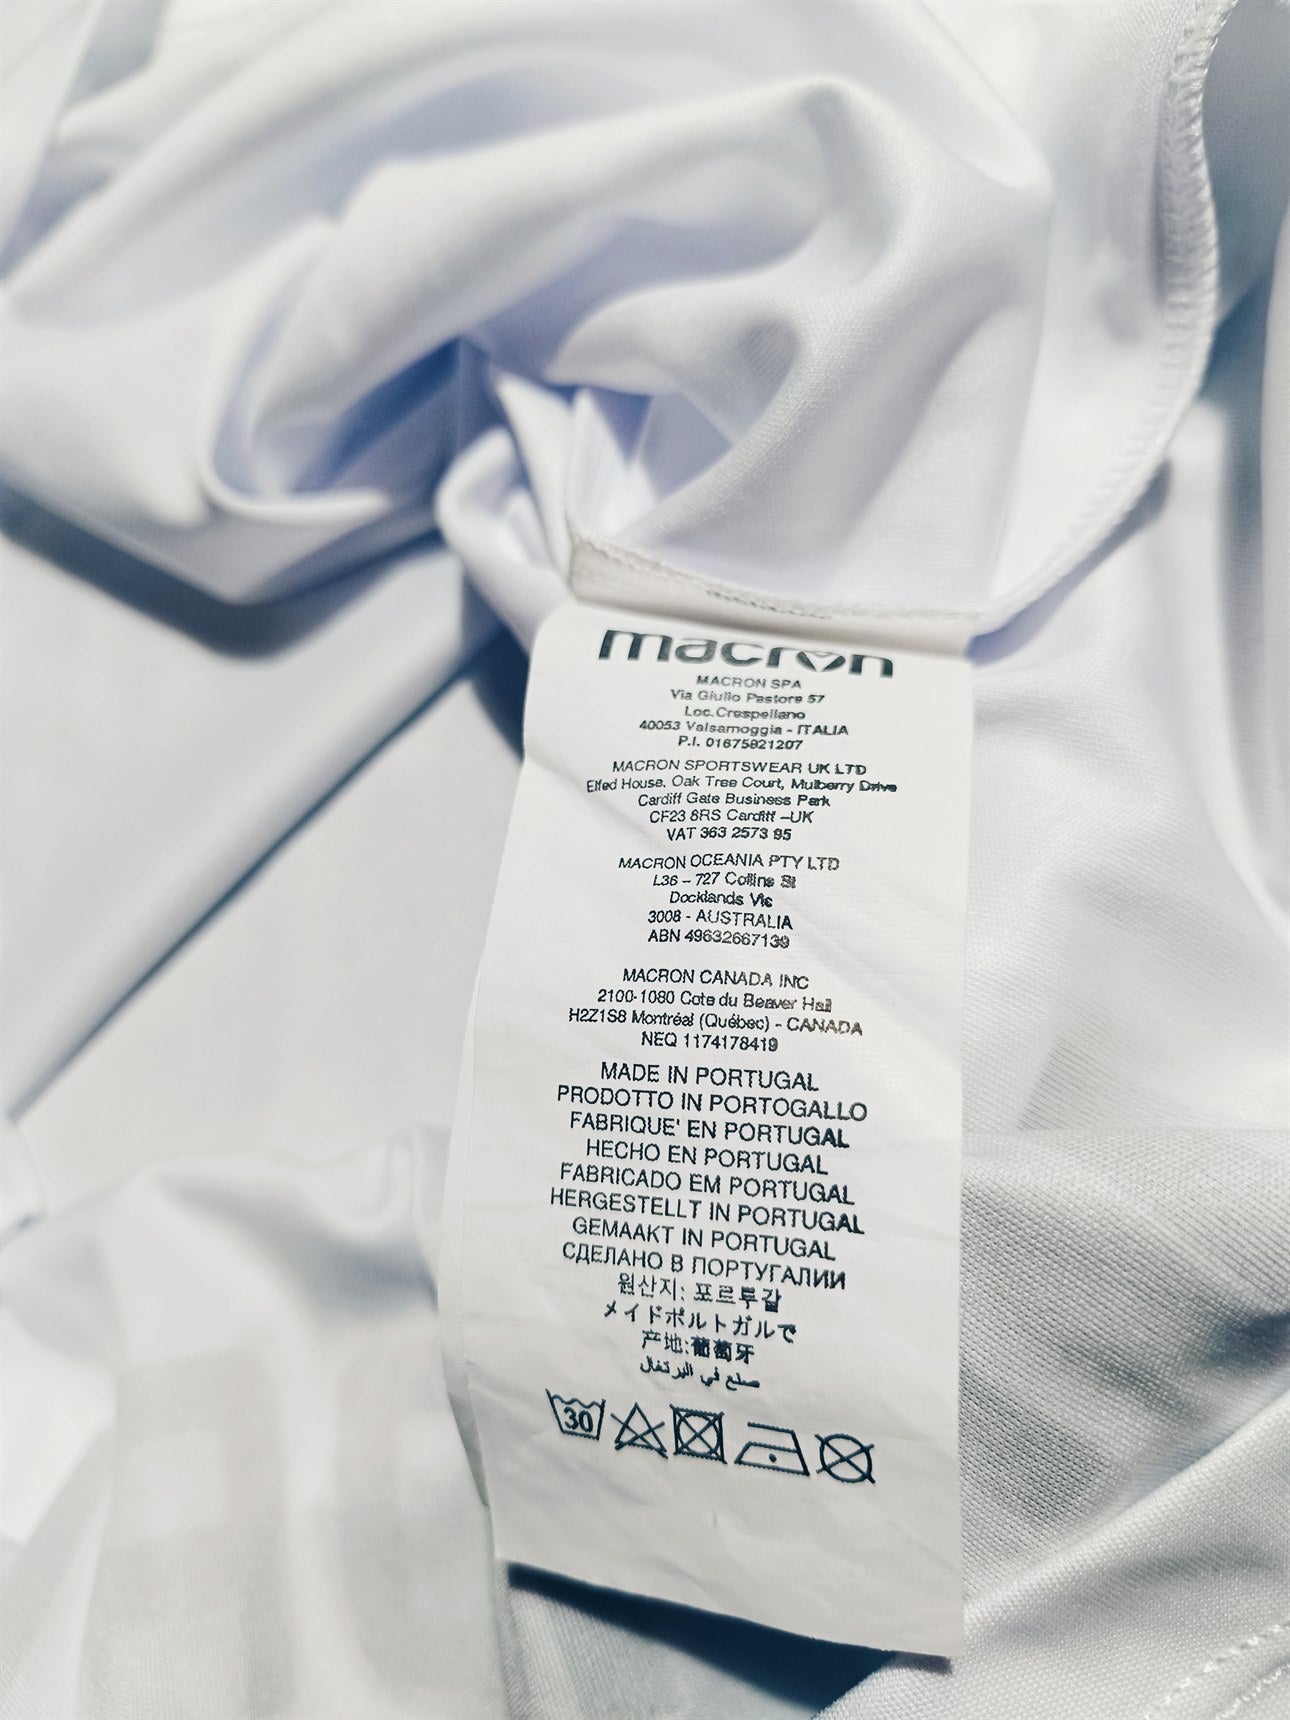 macron
MACRON SPA
Via Giulio Pastore 57
Loc.Crespellano
40053 Valsamoggia - ITALIA
P.I. 01675821207
MACRON SPORTSWEAR UK LTD
Elfed House, Oak Tree Court, Mulberry Drive
Cardiff Gate Business Park
CF23 8RS Cardiff –UK
VAT 363 2573 95
MACRON OCEANIA PTY LTD
L36 – 727 Collins St
Docklands Vic
3008 - AUSTRALIA
ABN 49632667139
MACRON CANADA INC
2100-1080 Cote du Beaver Hall
H2Z1S8 Montréal (Québec) - CANADA
NEQ 1174178419
MADE IN PORTUGAL
PRODOTTO IN PORTOGALLO
FABRIQUE' EN PORTUGAL
HECHO EN PORTUGAL
FABRICADO EM PORTUGAL
HERGESTELLT IN PORTUGAL
GEMAAKT IN PORTUGAL
СДЕЛАНО В ПОРТУГАЛИИ
원산지: 포르투갈
メイドポルトガルで
产地:葡萄牙
صنع في البرتغال
30